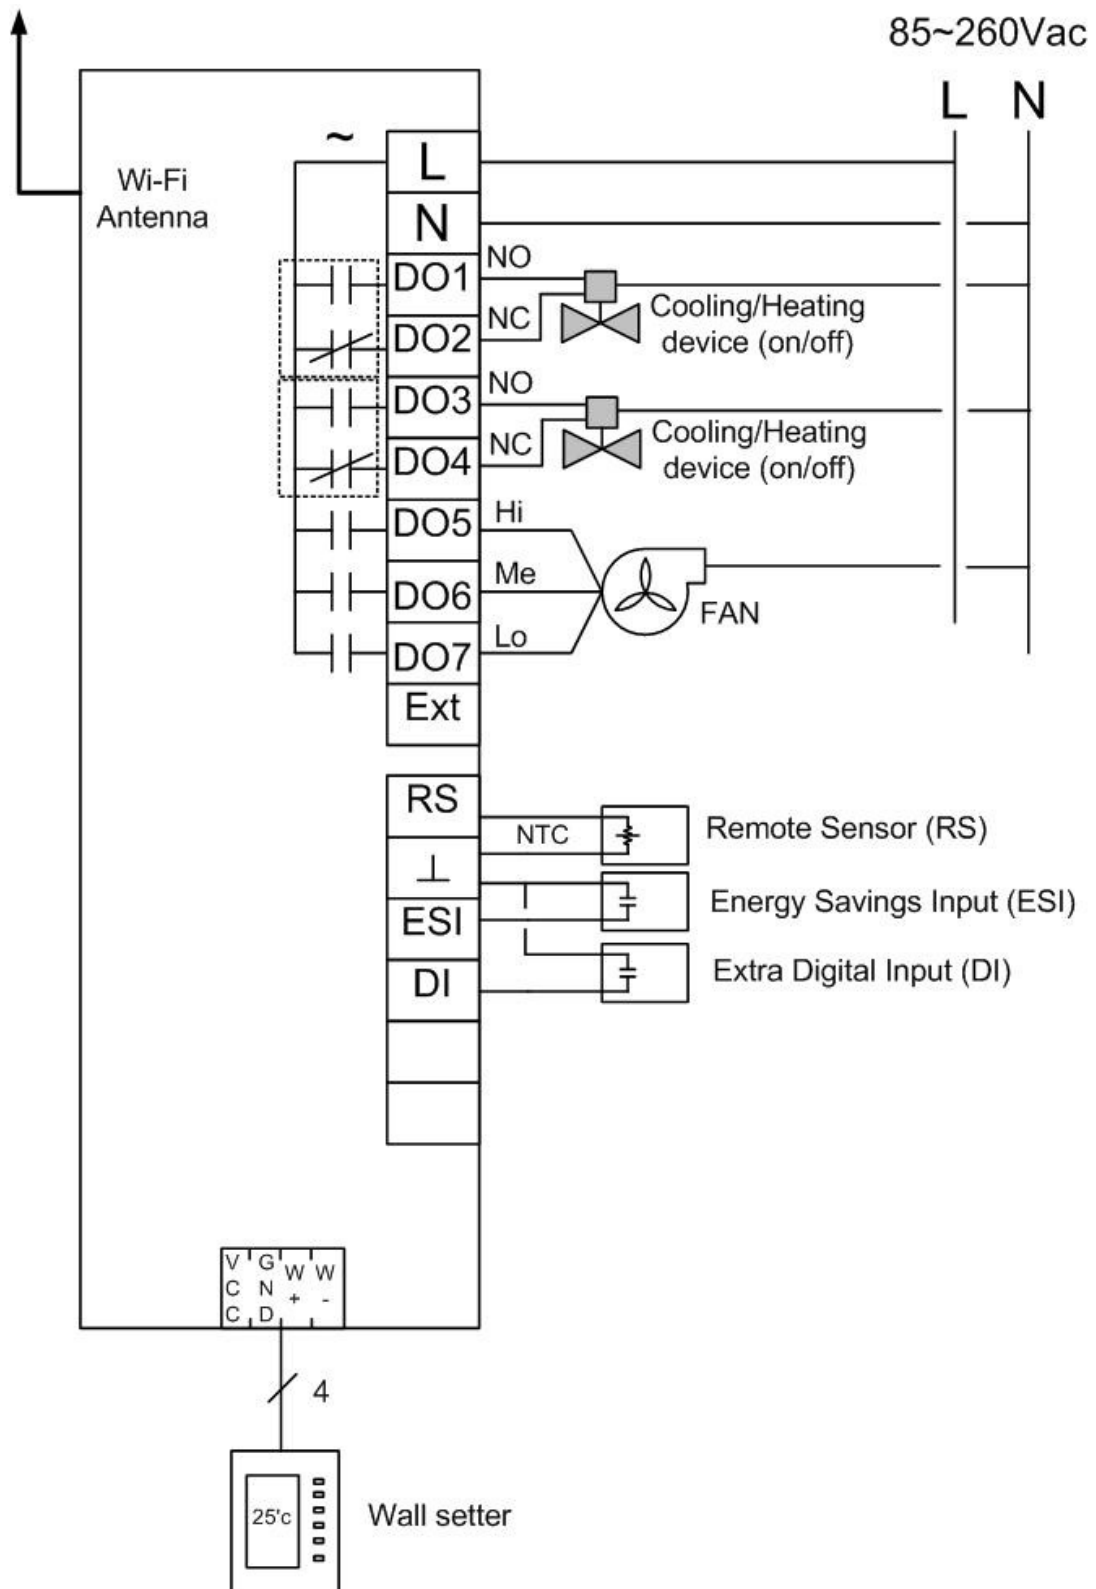 85~260Vac
L N
~
Wi-Fi
Antenna
L
N
DO1
NO
DO2
NC
Cooling/Heating
device (on/off)
DO3
NO
DO4
NC
Cooling/Heating
device (on/off)
DO5
Hi
DO6
Me
DO7
Lo
FAN
Ext
RS
NTC
Remote Sensor (RS)
⊥
ESI
Energy Savings Input (ESI)
DI
Extra Digital Input (DI)
VCC
GND
W+
W-
4
25'c
Wall setter